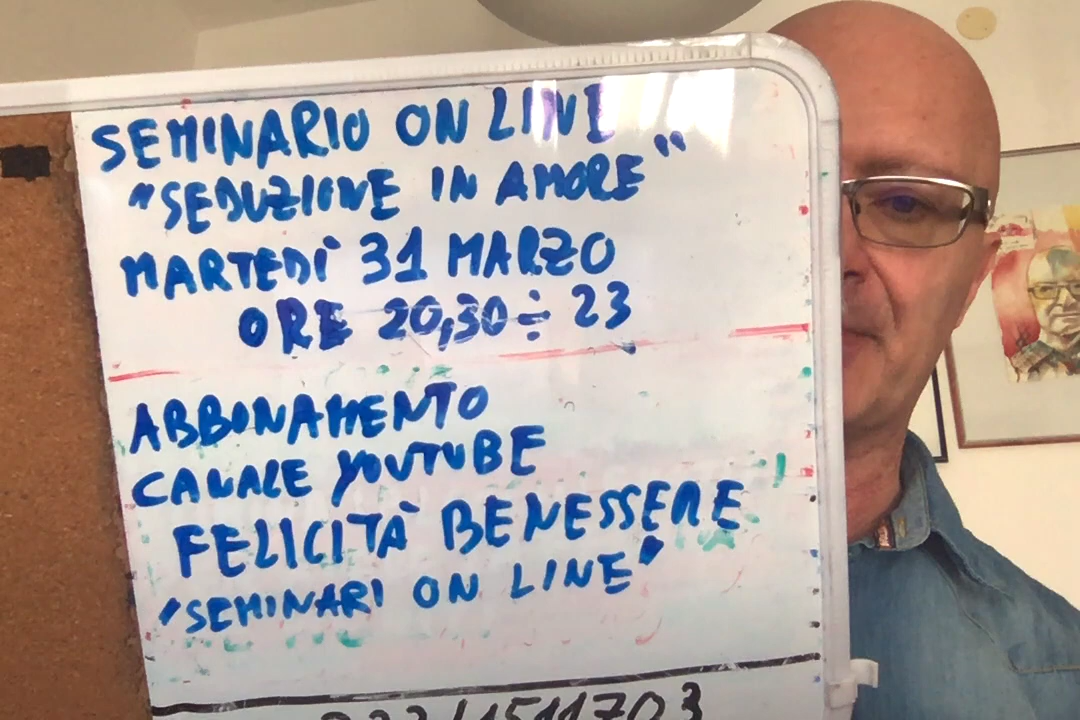 SEMINARIO ON LINE
"SEDUZIONE IN AMORE"
MARTEDÌ 31 MARZO
ORE 20,30 ÷ 23
ABBONAMENTO
CANALE YOUTUBE
FELICITÀ BENESSERE
"SEMINARI ON LINE"